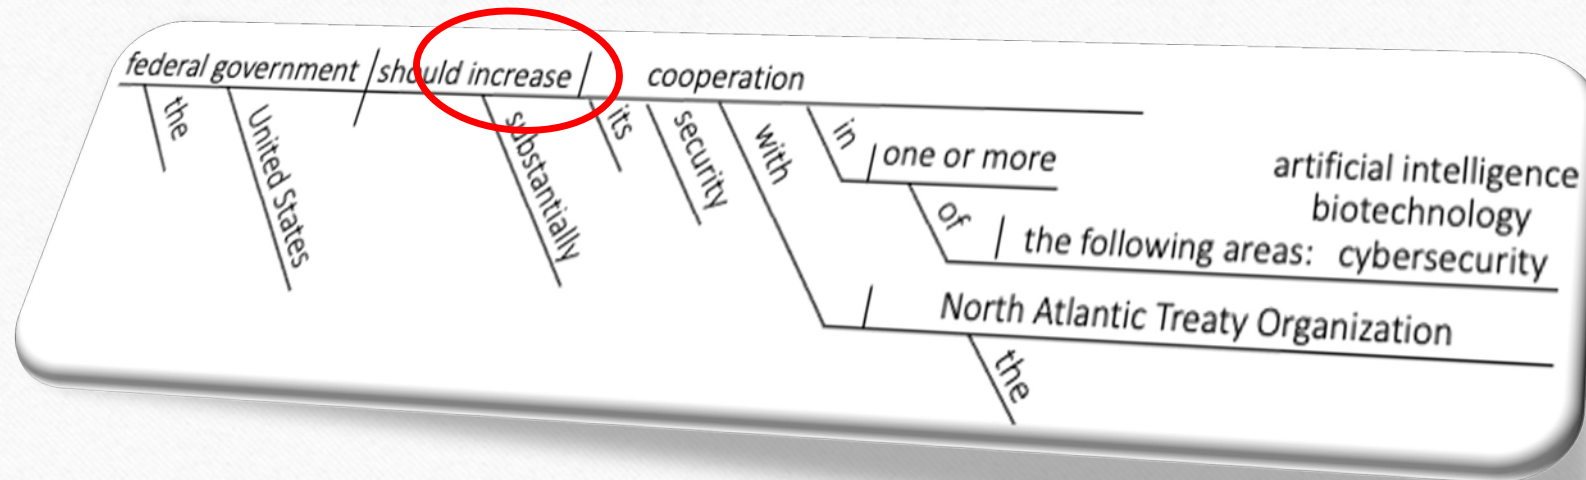 federal government should increase cooperation
the United States substantially its security with in
one or more
of the following areas:
artificial intelligence
biotechnology
cybersecurity
North Atlantic Treaty Organization
the